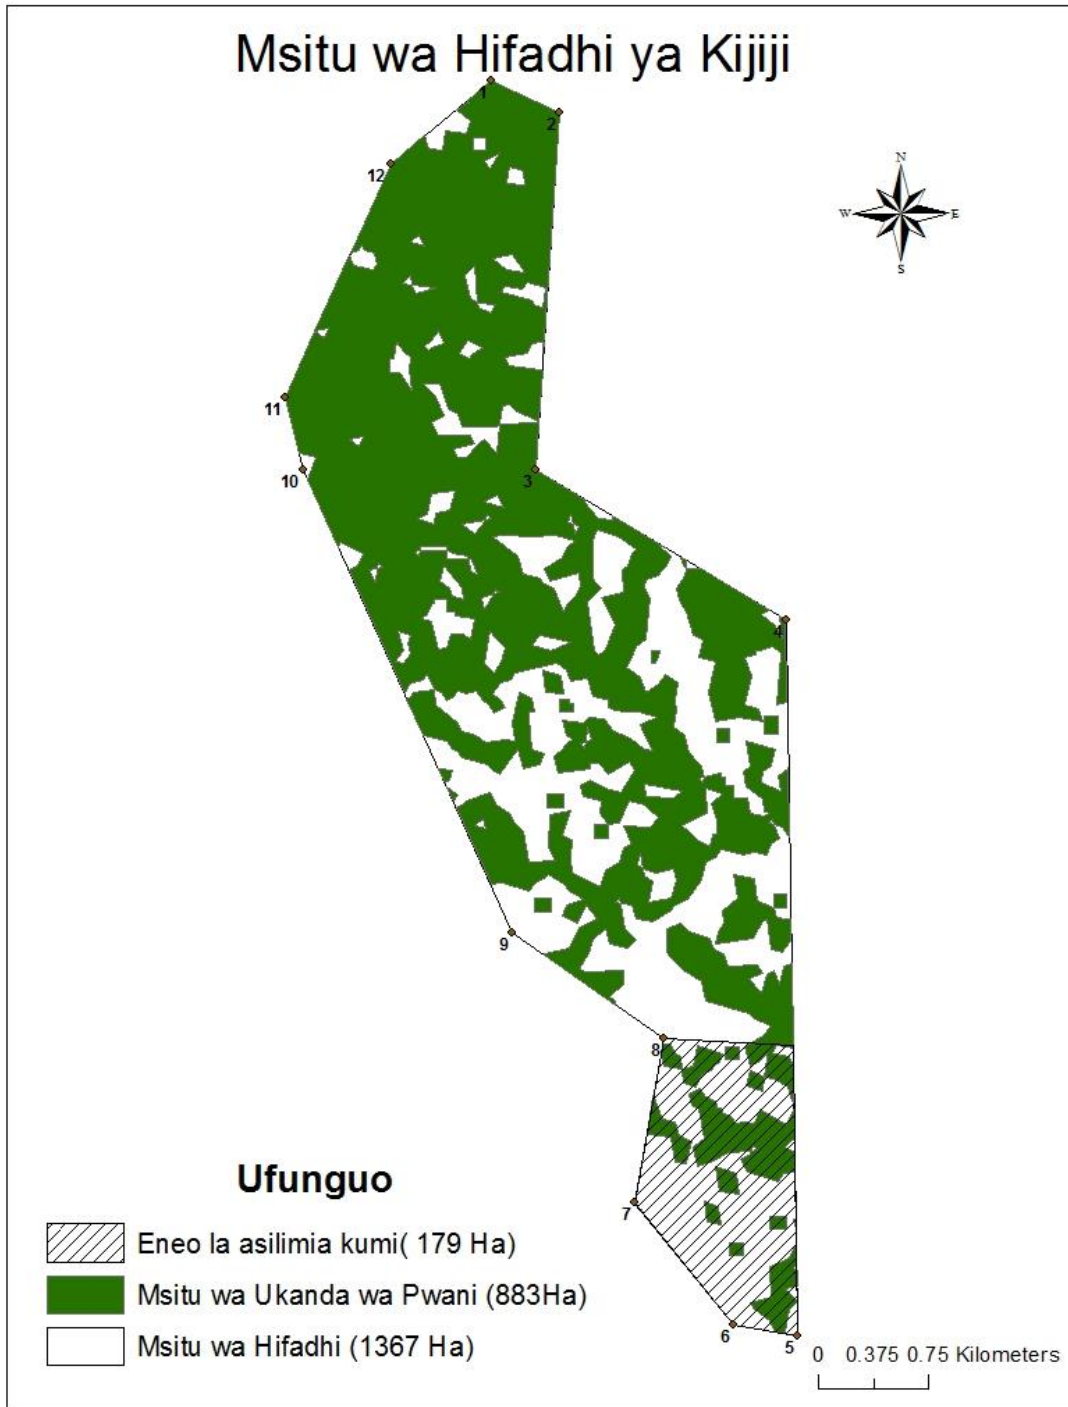 Msitu wa Hifadhi ya Kijiji
1
2
12
N
W E
S
11
10
3
4
9
8
7
6
5
Ufunguo
Eneo la asilimia kumi( 179 Ha)
Msitu wa Ukanda wa Pwani (883Ha)
Msitu wa Hifadhi (1367 Ha)
0 0.375 0.75 Kilometers